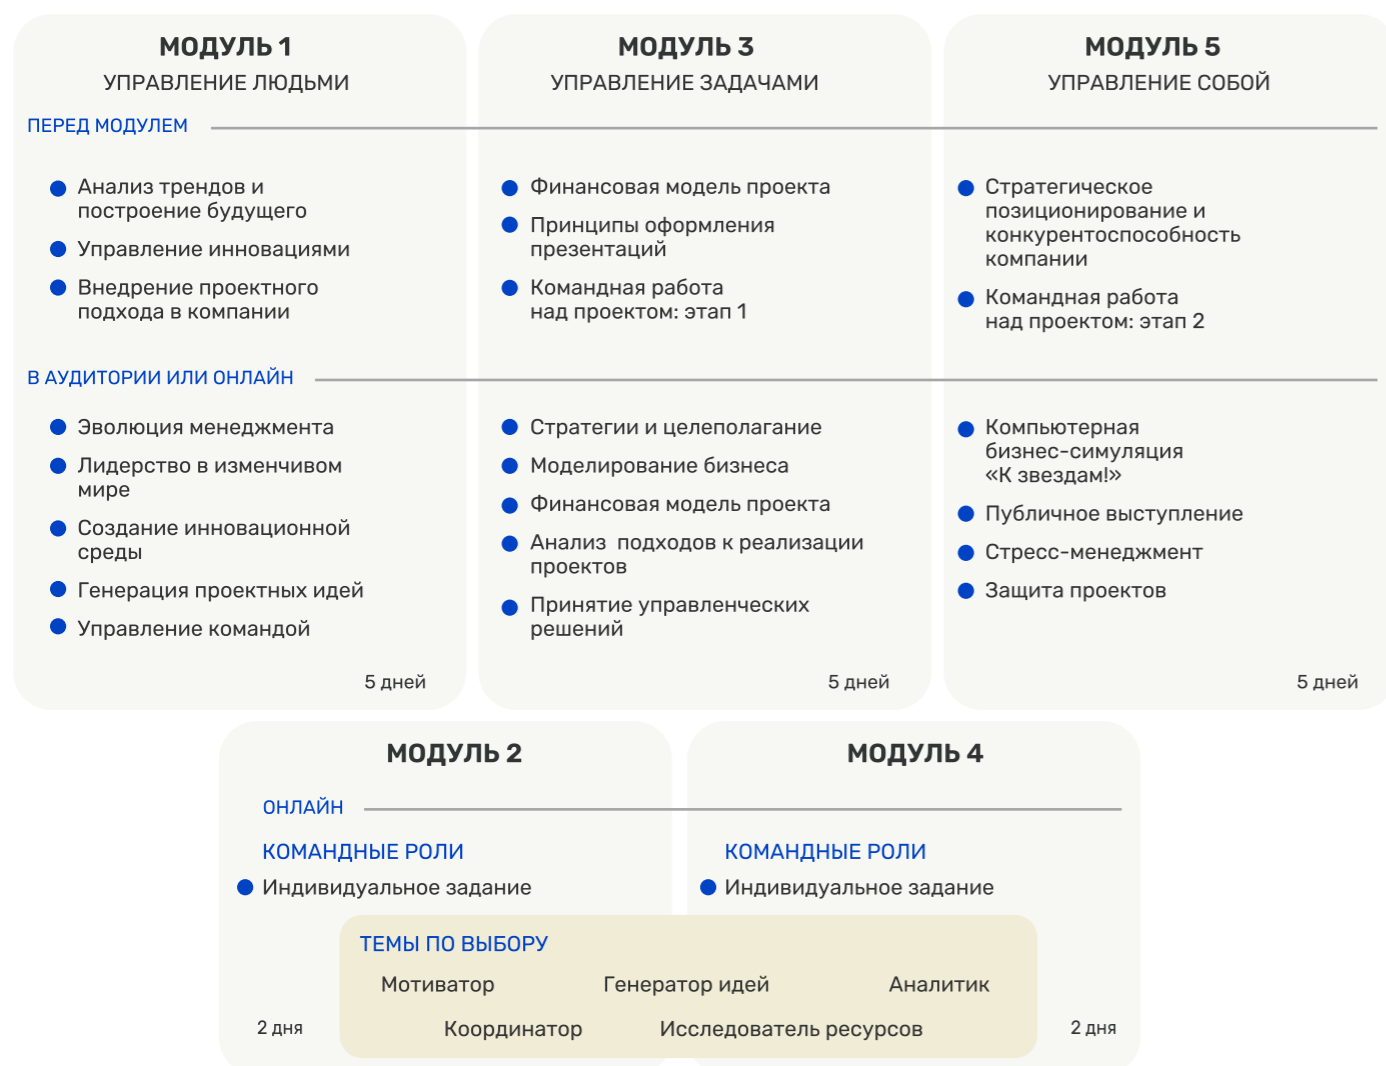 МОДУЛЬ 1
УПРАВЛЕНИЕ ЛЮДЬМИ
МОДУЛЬ 3
УПРАВЛЕНИЕ ЗАДАЧАМИ
МОДУЛЬ 5
УПРАВЛЕНИЕ СОБОЙ
ПЕРЕД МОДУЛЕМ
Анализ трендов и
построение будущего
Управление инновациями
Внедрение проектного
подхода в компании
Финансовая модель проекта
Принципы оформления
презентаций
Командная работа
над проектом: этап 1
Стратегическое
позиционирование и
конкурентоспособность
компании
Командная работа
над проектом: этап 2
В АУДИТОРИИ ИЛИ ОНЛАЙН
Эволюция менеджмента
Лидерство в изменчивом
мире
Создание инновационной
среды
Генерация проектных идей
Управление командой
5 дней
Стратегии и целеполагание
Моделирование бизнеса
Финансовая модель проекта
Анализ подходов к реализации
проектов
Принятие управленческих
решений
5 дней
Компьютерная
бизнес-симуляция
«К звездам!»
Публичное выступление
Стресс-менеджмент
Защита проектов
5 дней
МОДУЛЬ 2
МОДУЛЬ 4
ОНЛАЙН
КОМАНДНЫЕ РОЛИ
Индивидуальное задание
КОМАНДНЫЕ РОЛИ
Индивидуальное задание
ТЕМЫ ПО ВЫБОРУ
Мотиватор
Генератор идей
Аналитик
Координатор
Исследователь ресурсов
2 дня
2 дня